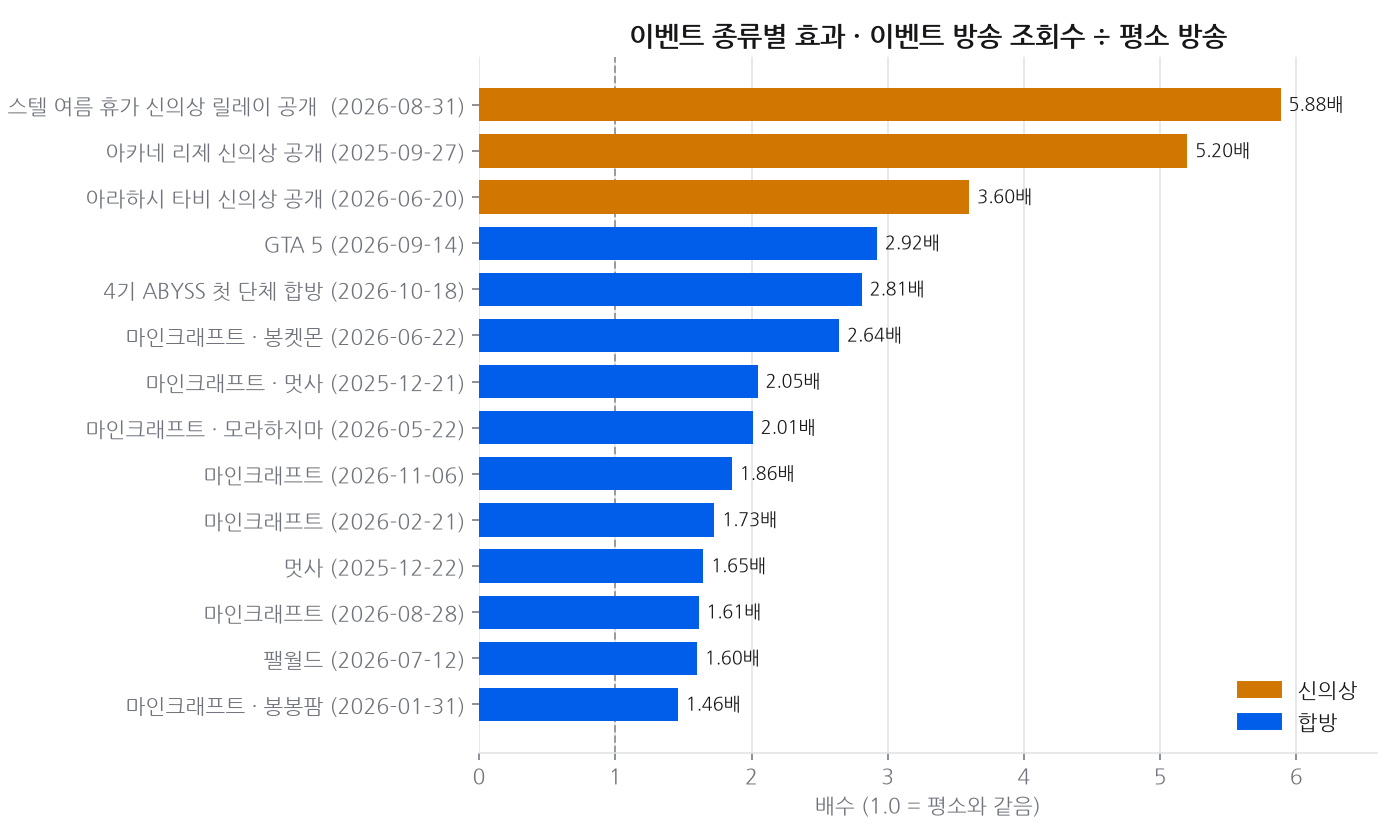 이벤트 종류별 효과 · 이벤트 방송 조회수 ÷ 평소 방송
스텔 여름 휴가 신의상 릴레이 공개 (2026-08-31) 5.88배
아카네 리제 신의상 공개 (2025-09-27) 5.20배
아라하시 타비 신의상 공개 (2026-06-20) 3.60배
GTA 5 (2026-09-14) 2.92배
4기 ABYSS 첫 단체 합방 (2026-10-18) 2.81배
마인크래프트 · 봉켓몬 (2026-06-22) 2.64배
마인크래프트 · 멋사 (2025-12-21) 2.05배
마인크래프트 · 모라하지마 (2026-05-22) 2.01배
마인크래프트 (2026-11-06) 1.86배
마인크래프트 (2026-02-21) 1.73배
멋사 (2025-12-22) 1.65배
마인크래프트 (2026-08-28) 1.61배
팰월드 (2026-07-12) 1.60배
마인크래프트 · 봉봉팜 (2026-01-31) 1.46배
신의상
합방
0 1 2 3 4 5 6
배수 (1.0 = 평소와 같음)